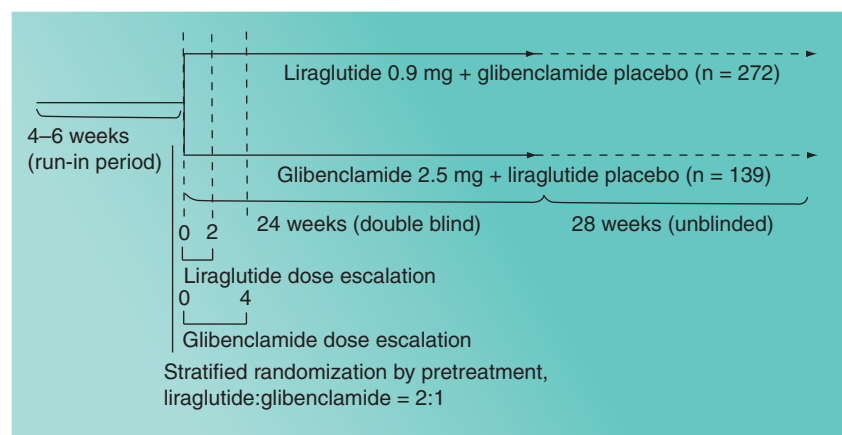 Liraglutide 0.9 mg + glibenclamide placebo (n = 272)
4–6 weeks
(run-in period)
Glibenclamide 2.5 mg + liraglutide placebo (n = 139)
24 weeks (double blind)
28 weeks (unblinded)
0 2
Liraglutide dose escalation
0 4
Glibenclamide dose escalation
Stratified randomization by pretreatment,
liraglutide:glibenclamide = 2:1